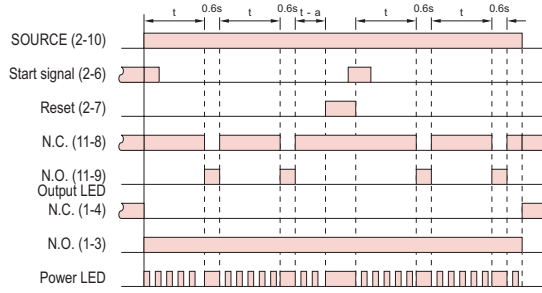 t 0.6s t 0.6s t - a t 0.6s t 0.6s
SOURCE (2-10)
Start signal (2-6)
Reset (2-7)
N.C. (11-8)
N.O. (11-9)
Output LED
N.C. (1-4)
N.O. (1-3)
Power LED